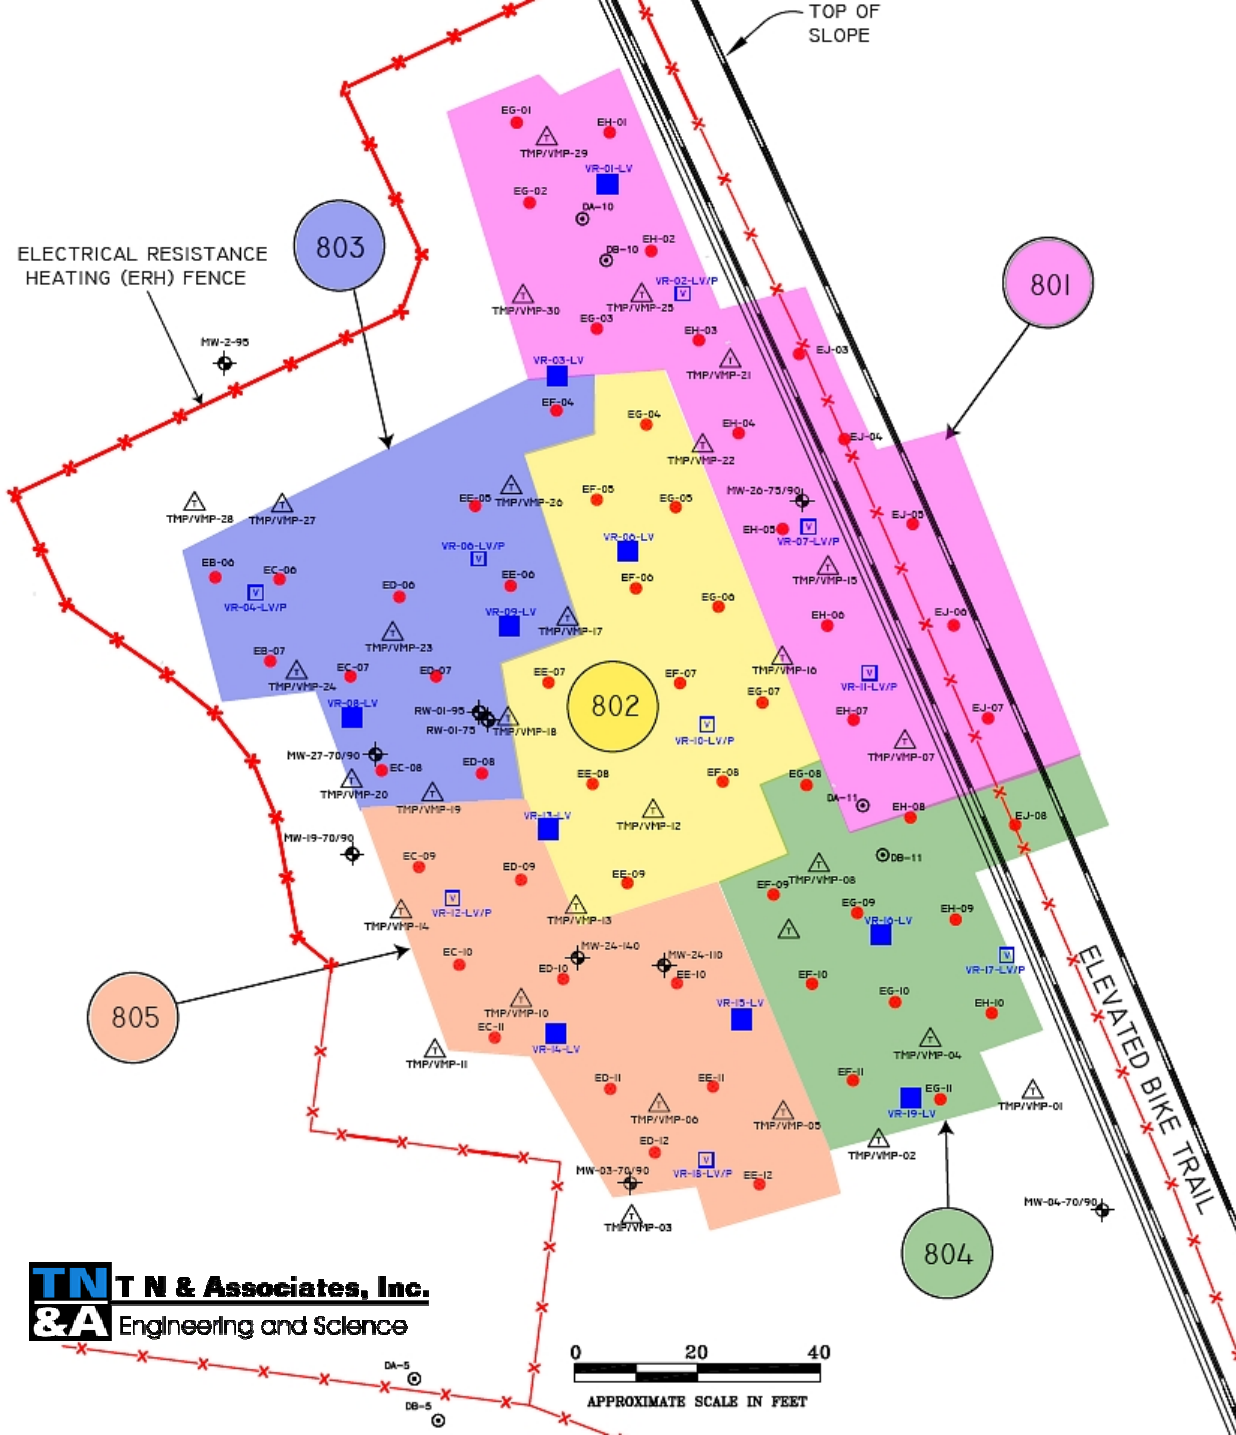 TOP OF
SLOPE
EG-01
EH-01
TMP/VMP-29
VR-01-LV
EG-02
DA-10
803
EH-02
DB-10
ELECTRICAL RESISTANCE
HEATING (ERH) FENCE
801
VR-02-LV/P
TMP/VMP-30
TMP/VMP-25
EG-03
EH-03
MW-2-95
EJ-03
VR-03-LV
TMP/VMP-21
EF-04
EG-04
EH-04
EJ-04
TMP/VMP-22
EE-05
TMP/VMP-26
EF-05
EG-05
MW-26-75/90
TMP/VMP-28
TMP/VMP-27
EJ-05
EH-05
VR-07-LV/P
VR-06-LV/P
VR-06-LV
EB-06
EC-06
ED-06
EE-06
EF-06
TMP/VMP-15
VR-04-LV/P
VR-09-LV
EG-06
EH-06
EJ-06
TMP/VMP-17
TMP/VMP-23
EB-07
EC-07
ED-07
EE-07
EF-07
TMP/VMP-16
TMP/VMP-24
VR-11-LV/P
EG-07
VR-08-LV
802
RW-01-95
EH-07
EJ-07
RW-01-75
TMP/VMP-18
VR-10-LV/P
MW-27-70/90
EC-08
ED-08
TMP/VMP-07
EE-08
EF-08
EG-08
TMP/VMP-20
TMP/VMP-19
DA-11
EH-08
EJ-08
VR-13-LV
TMP/VMP-12
MW-19-70/90
EC-09
ED-09
DB-11
EE-09
TMP/VMP-08
EF-09
VR-12-LV/P
EG-09
EH-09
TMP/VMP-14
TMP/VMP-13
VR-16-LV
MW-24-140
MW-24-110
EC-10
ED-10
EE-10
EF-10
VR-17-LV/P
EG-10
EH-10
805
TMP/VMP-10
VR-15-LV
EC-11
VR-14-LV
TMP/VMP-11
TMP/VMP-04
ELEVATED BIKE TRAIL
ED-11
EE-11
EF-11
EG-11
VR-19-LV
TMP/VMP-01
TMP/VMP-06
TMP/VMP-05
ED-12
TMP/VMP-02
MW-03-70/90
VR-18-LV/P
EE-12
MW-04-70/90
TMP/VMP-03
804
TN T N & Associates, Inc.
&A Engineering and Science
0 20 40
APPROXIMATE SCALE IN FEET
DA-5
DB-5